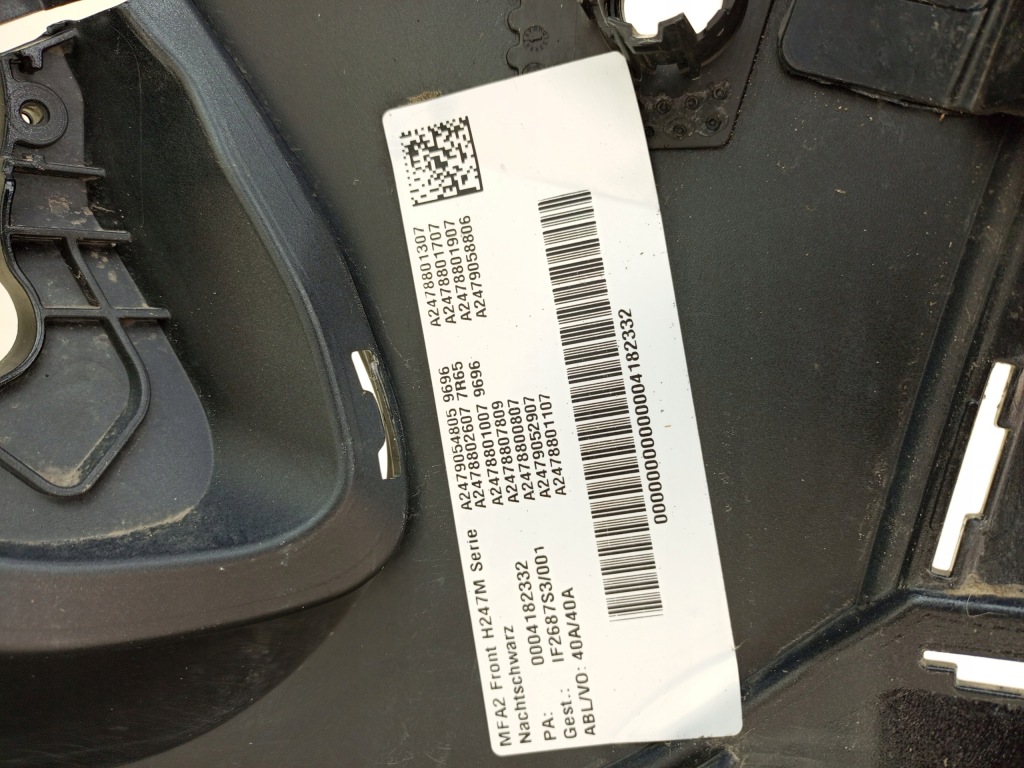 MFA2 Front H247M Serie
Nachtschwarz
PA: 0004182332
Gest.: IF2687S3/001
ABL/VO: 40A/40A
A2479054805 9696
A2478802607 7R65
A2478801007 9696
A2478807809
A2478800807
A2479052907
A2478801107
A2478801307
A2478801707
A2478801907
A2479058806
00000000000000004182332